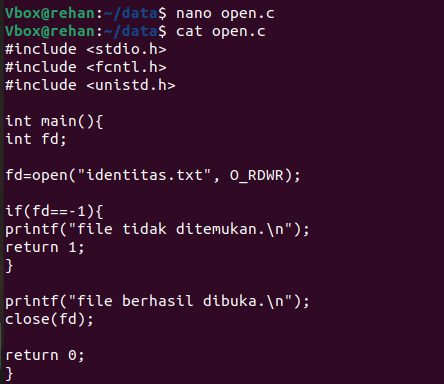 Vbox@rehan:~/data$ nano open.c
Vbox@rehan:~/data$ cat open.c
#include <stdio.h>
#include <fcntl.h>
#include <unistd.h>

int main(){
int fd;

fd=open("identitas.txt", O_RDWR);

if(fd==-1){
printf("file tidak ditemukan.\n");
return 1;
}

printf("file berhasil dibuka.\n");
close(fd);

return 0;
}